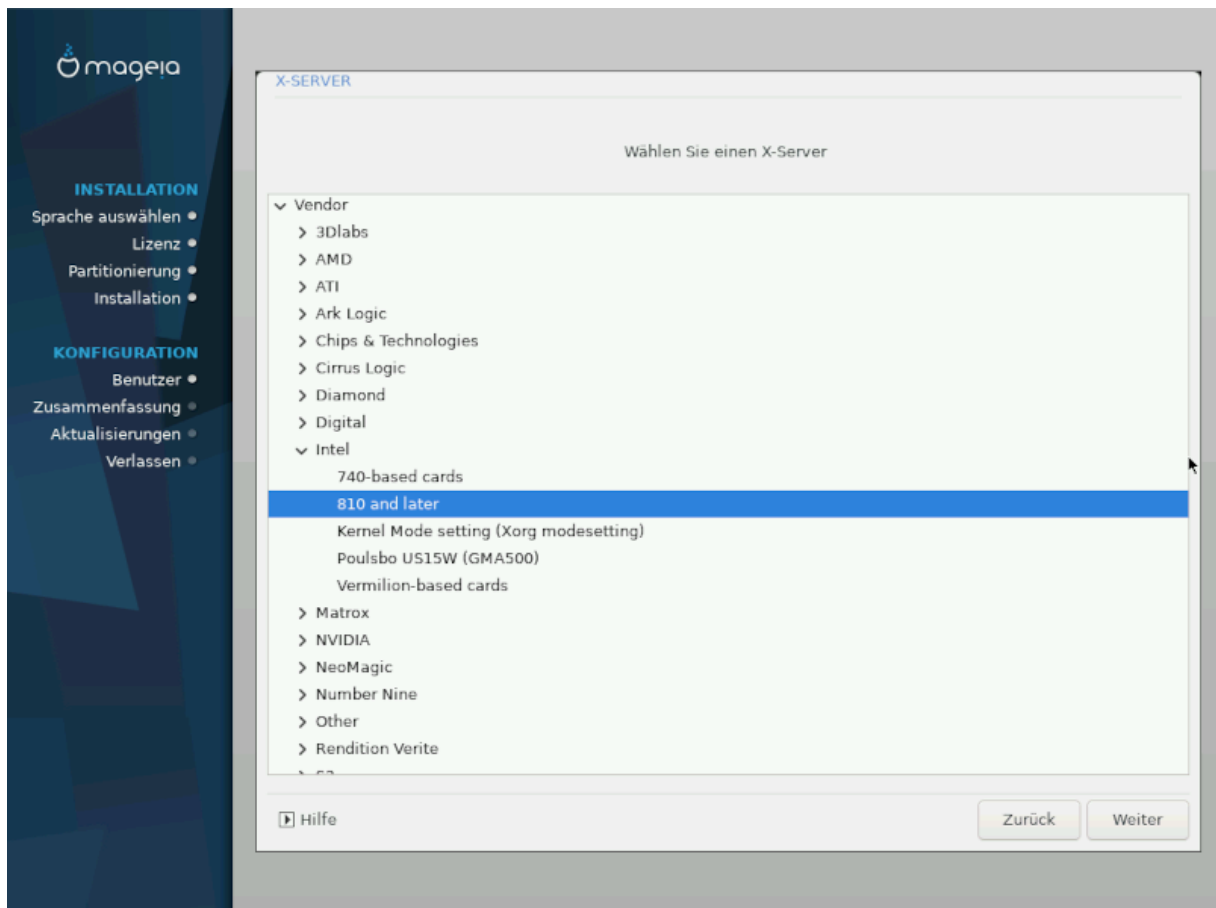 mageia
INSTALLATION
Sprache auswählen
Lizenz
Partitionierung
Installation
KONFIGURATION
Benutzer
Zusammenfassung
Aktualisierungen
Verlassen
X-SERVER
Wählen Sie einen X-Server
Vendor
3Dlabs
AMD
ATI
Ark Logic
Chips & Technologies
Cirrus Logic
Diamond
Digital
Intel
740-based cards
810 and later
Kernel Mode setting (Xorg modesetting)
Poulsbo US15W (GMA500)
Vermilion-based cards
Matrox
NVIDIA
NeoMagic
Number Nine
Other
Rendition Verite
Hilfe
Zurück
Weiter